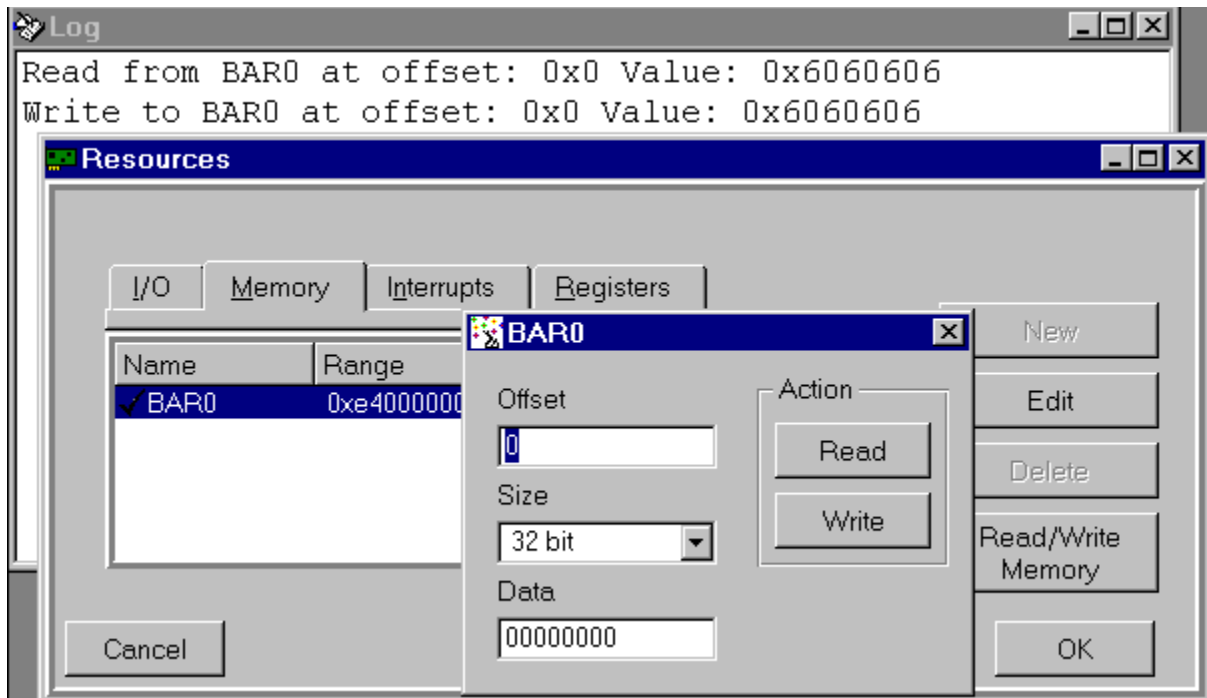 Log
Read from BAR0 at offset: 0x0 Value: 0x6060606
Write to BAR0 at offset: 0x0 Value: 0x6060606
Resources
I/O Memory Interrupts Registers
Name Range
BAR0 0xe4000000
BAR0
Offset
0
Size
32 bit
Data
00000000
Action
Read
Write
New
Edit
Delete
Read/Write
Memory
Cancel
OK